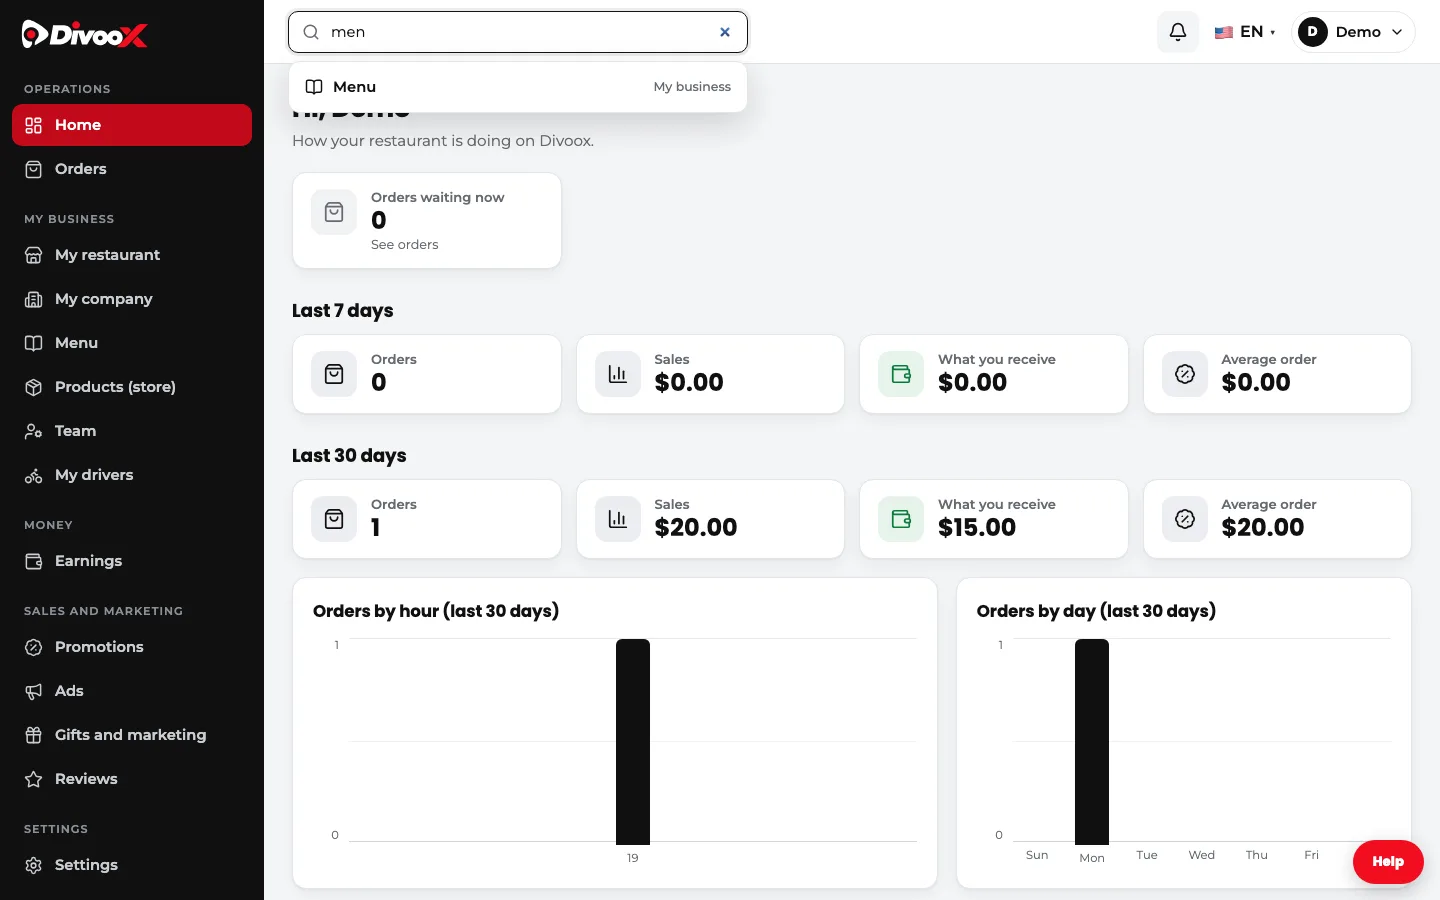 DivooX
OPERATIONS
Home
Orders
MY BUSINESS
My restaurant
My company
Menu
Products (store)
Team
My drivers
MONEY
Earnings
SALES AND MARKETING
Promotions
Ads
Gifts and marketing
Reviews
SETTINGS
Settings
men
EN
D
Demo
Menu
My business
Hi, Demo
How your restaurant is doing on Divoox.
Orders waiting now
0
See orders
Last 7 days
Orders
0
Sales
$0.00
What you receive
$0.00
Average order
$0.00
Last 30 days
Orders
1
Sales
$20.00
What you receive
$15.00
Average order
$20.00
Orders by hour (last 30 days)
1
0
19
Orders by day (last 30 days)
1
0
Sun Mon Tue Wed Thu Fri
Help